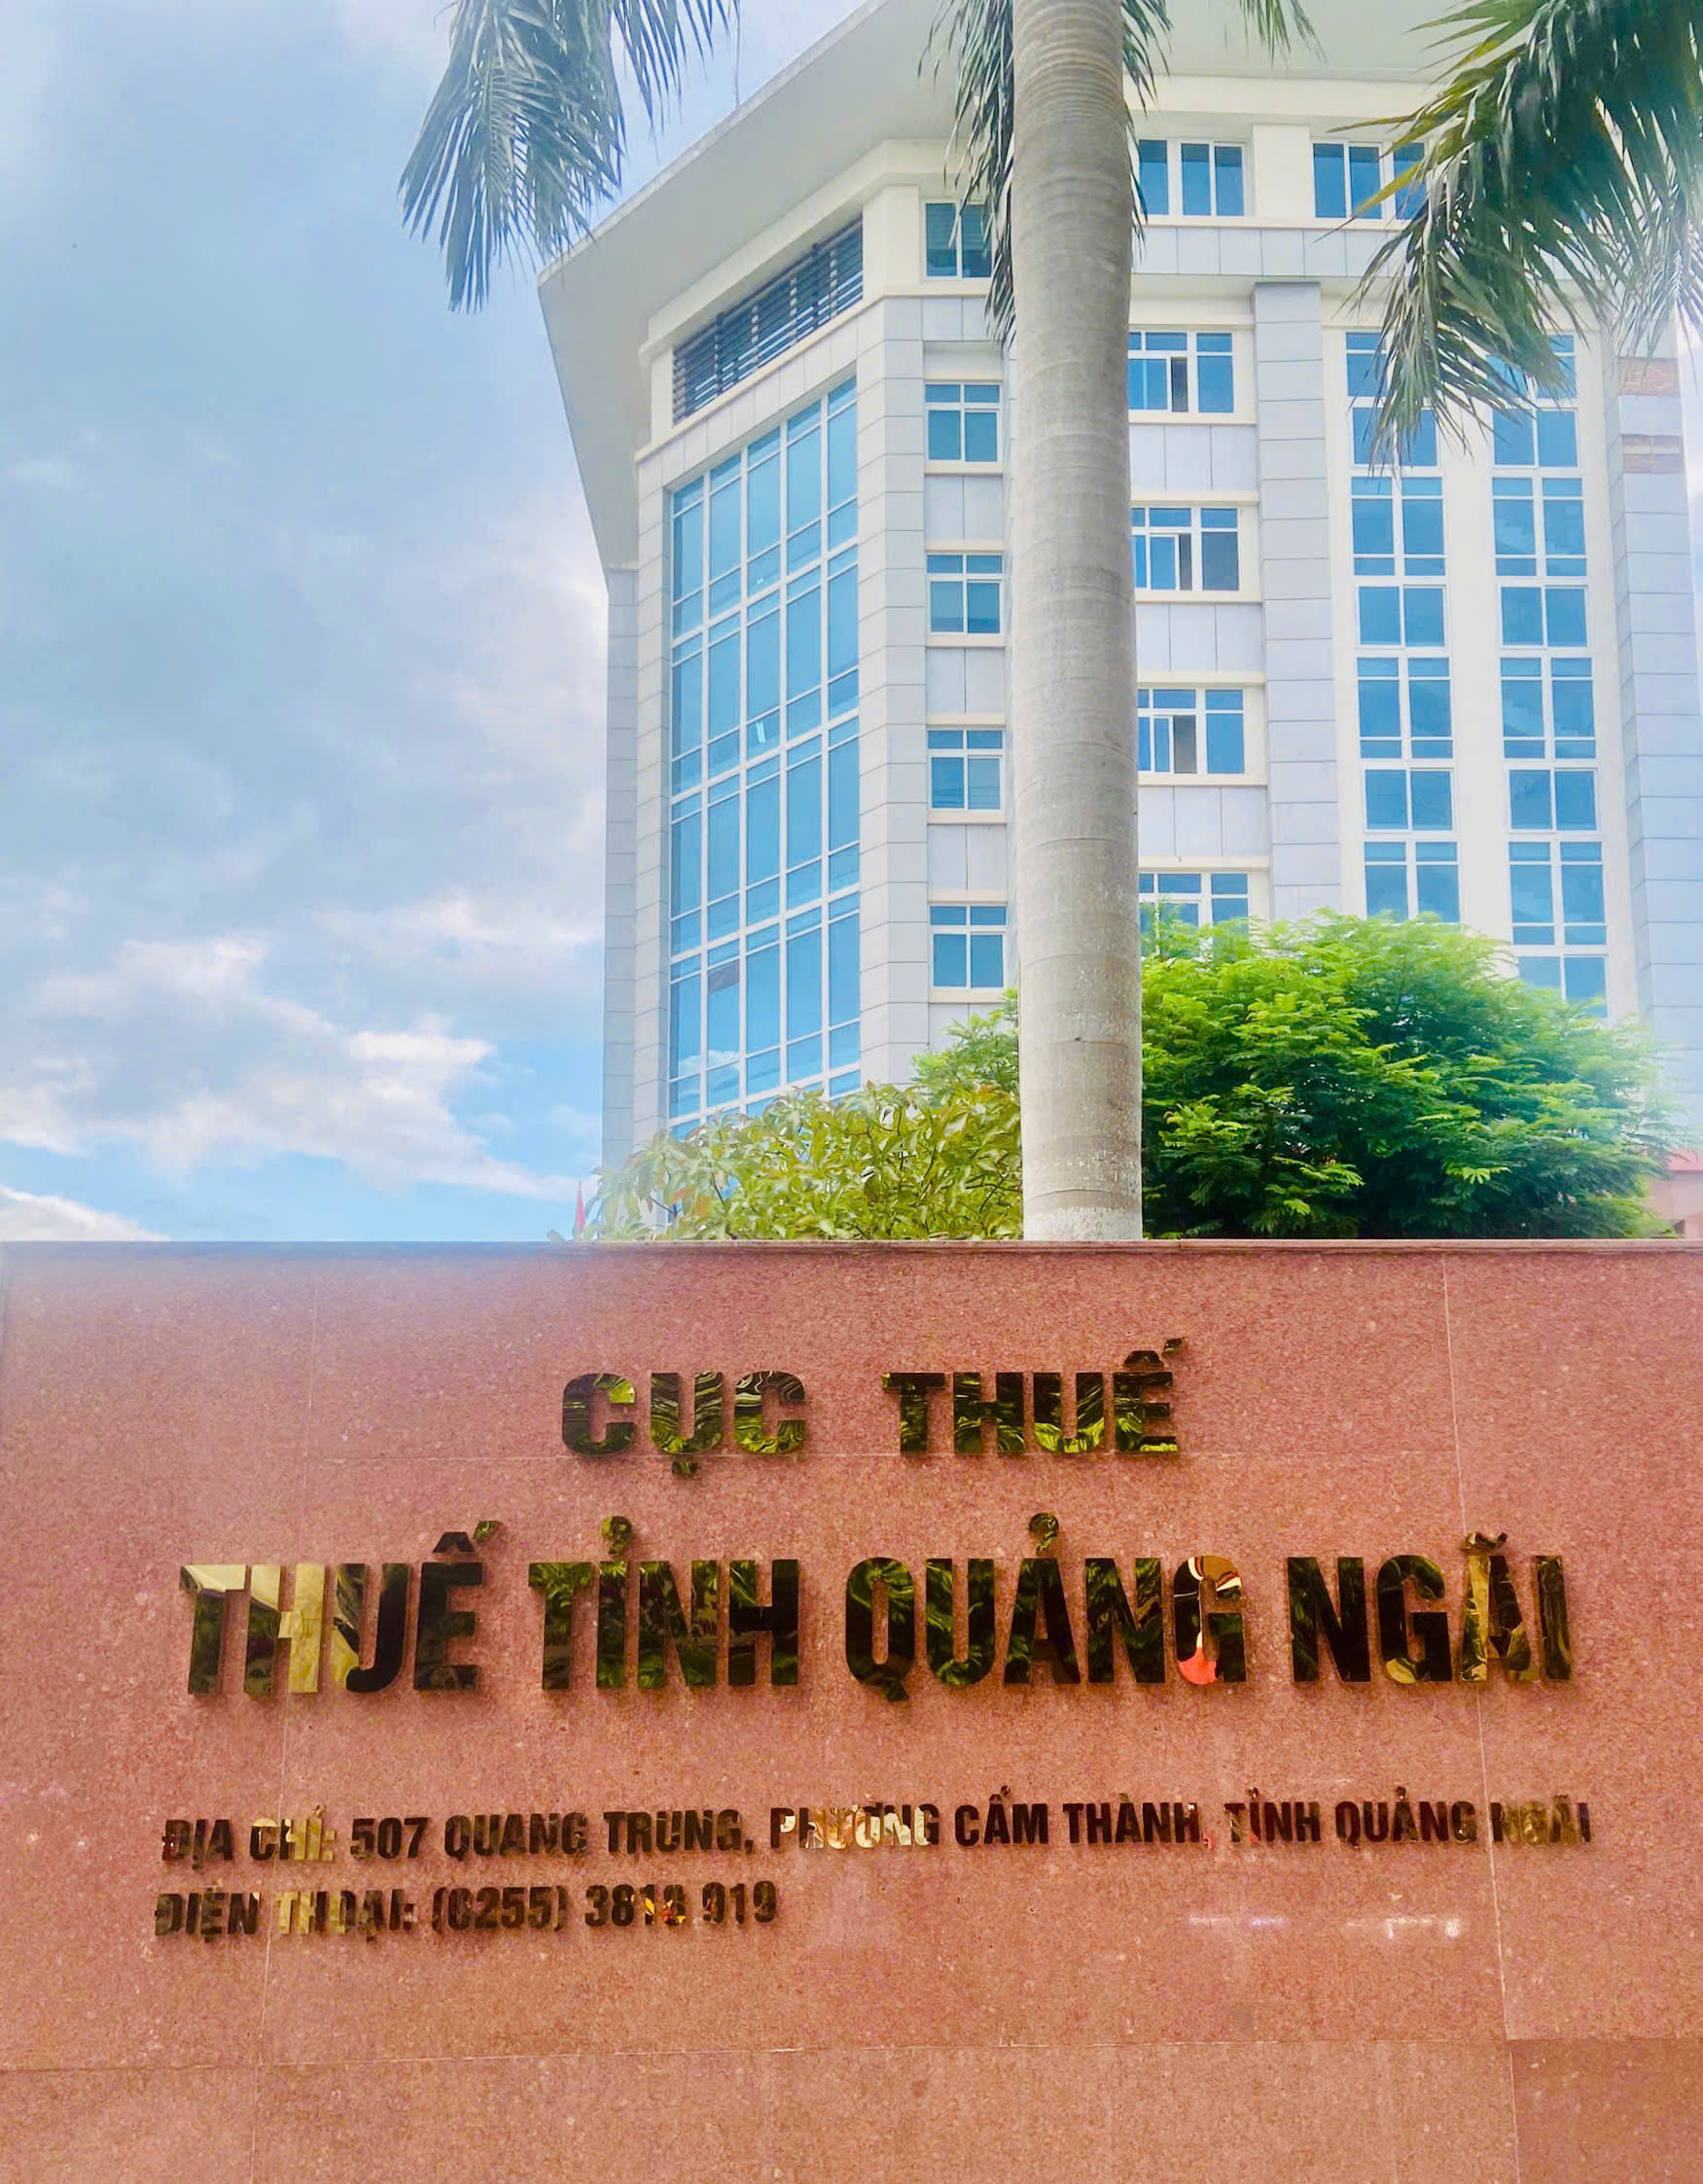 CỤC THUẾ
THUẾ TỈNH QUẢNG NGÃI
ĐỊA CHỈ: 507 QUANG TRUNG, PHƯỜNG CẨM THÀNH, TỈNH QUẢNG NGÃI
ĐIỆN THOẠI: (0255) 3818 919